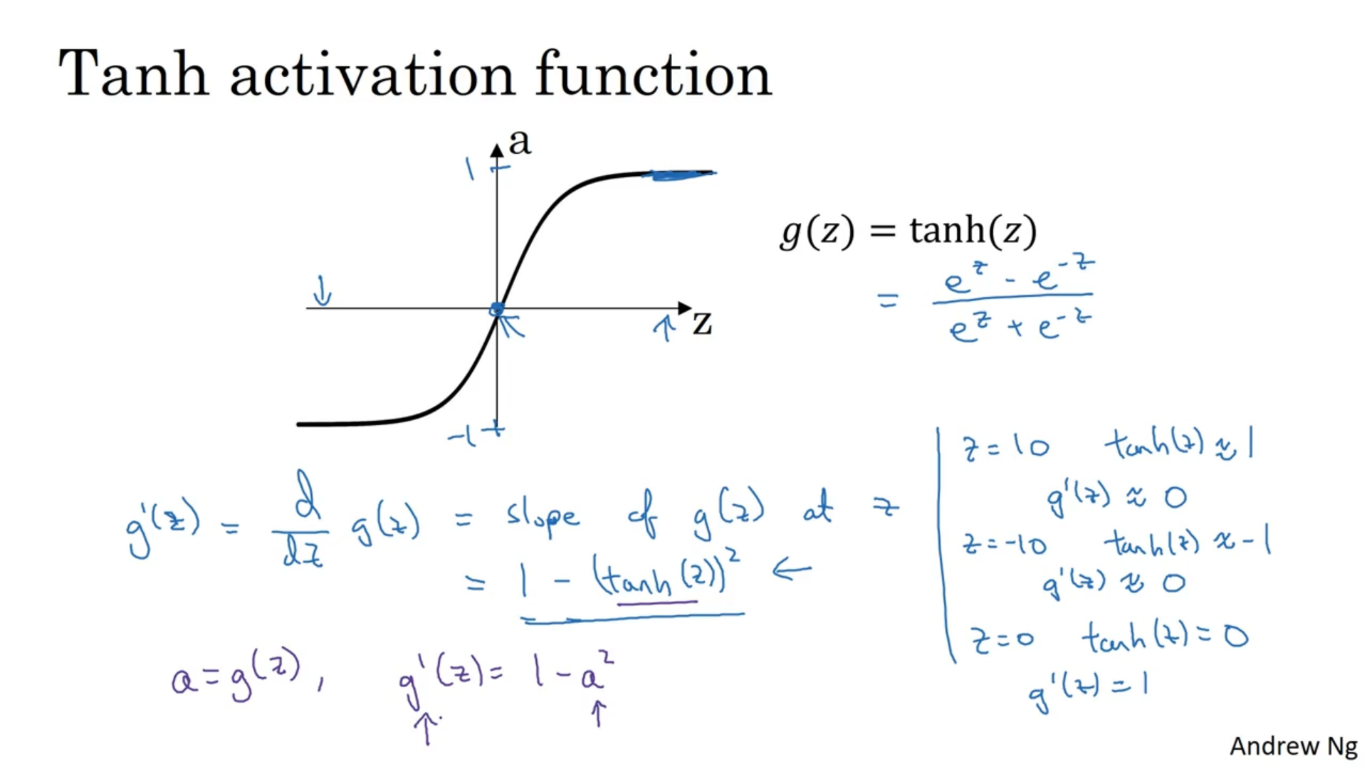 Tanh activation function
a
1
z
-1
g(z) = tanh(z)
= e^z - e^-z / e^z + e^-z
g'(z) = d/dz g(z) = slope of g(z) at z
= 1 - (tanh(z))^2 ←
a = g(z), g'(z) = 1 - a^2
z = 10 tanh(z) ≈ 1
g'(z) ≈ 0
z = -10 tanh(z) ≈ -1
g'(z) ≈ 0
z = 0 tanh(z) = 0
g'(z) = 1
Andrew Ng